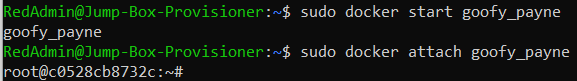 RedAdmin@Jump-Box-Provisioner:~$ sudo docker start goofy_payne
goofy_payne
RedAdmin@Jump-Box-Provisioner:~$ sudo docker attach goofy_payne
root@c0528cb8732c:~#